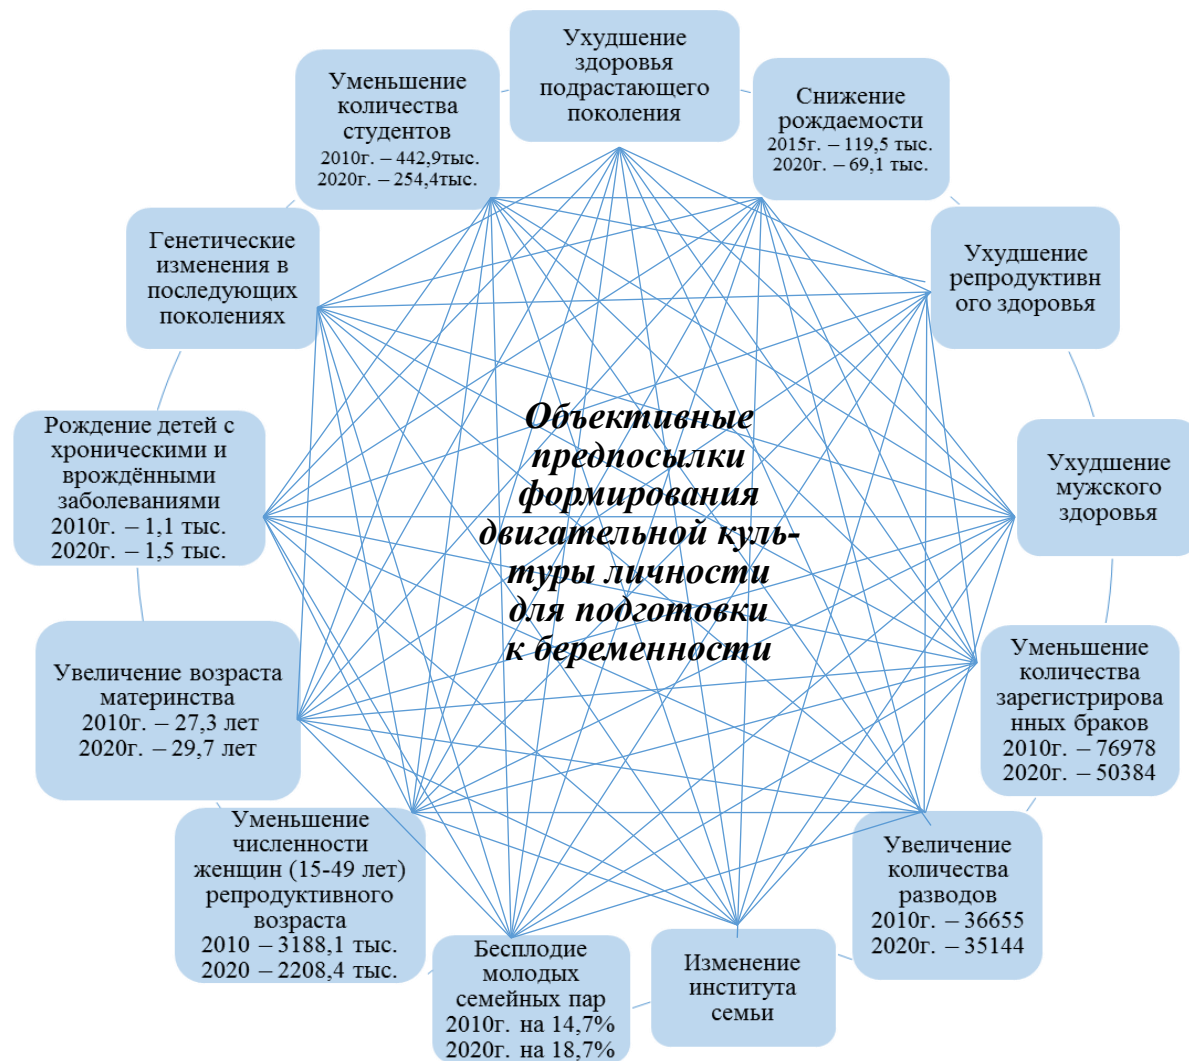 Ухудшение
здоровья
подрастающего
поколения
Снижение
рождаемости
2015г. – 119,5 тыс.
2020г. – 69,1 тыс.
Ухудшение
репродуктивн
ого здоровья
Ухудшение
мужского
здоровья
Уменьшение
количества
зарегистрирова
нных браков
2010г. – 76978
2020г. – 50384
Увеличение
количества
разводов
2010г. – 36655
2020г. – 35144
Изменение
института
семьи
Бесплодие
молодых
семейных пар
2010г. на 14,7%
2020г. на 18,7%
Уменьшение
численности
женщин (15-49 лет)
репродуктивного
возраста
2010 – 3188,1 тыс.
2020 – 2208,4 тыс.
Увеличение возраста
материнства
2010г. – 27,3 лет
2020г. – 29,7 лет
Рождение детей с
хроническими и
врождёнными
заболеваниями
2010г. – 1,1 тыс.
2020г. – 1,5 тыс.
Генетические
изменения в
последующих
поколениях
Уменьшение
количества
студентов
2010г. – 442,9тыс.
2020г. – 254,4тыс.
Объективные
предпосылки
формирования
двигательной куль-
туры личности
для подготовки
к беременности